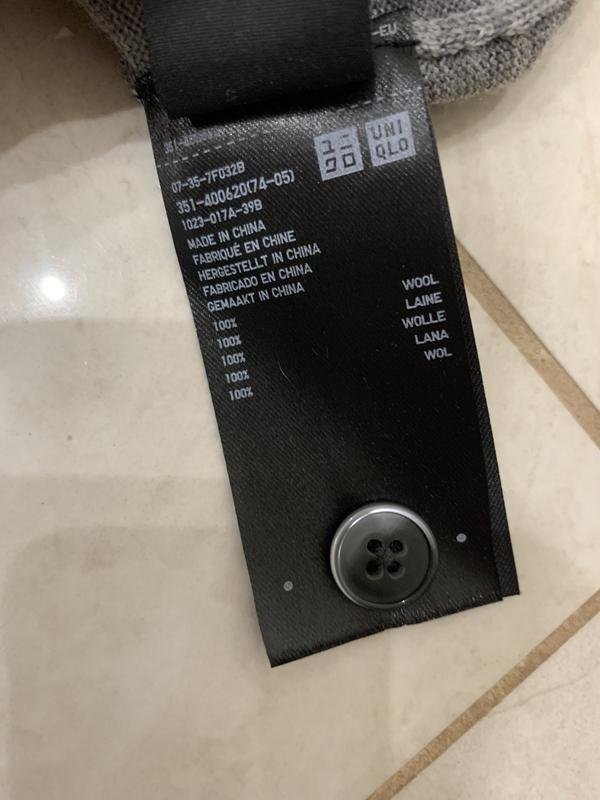 -EU
ユニ
クロ
UNI
QLO
07-35-7F032B
351-400620(74-05)
1023-017A-39B
MADE IN CHINA
FABRIQUÉ EN CHINE
HERGESTELLT IN CHINA
FABRICADO EN CHINA
GEMAAKT IN CHINA
100% WOOL
100% LAINE
100% WOLLE
100% LANA
100% WOL